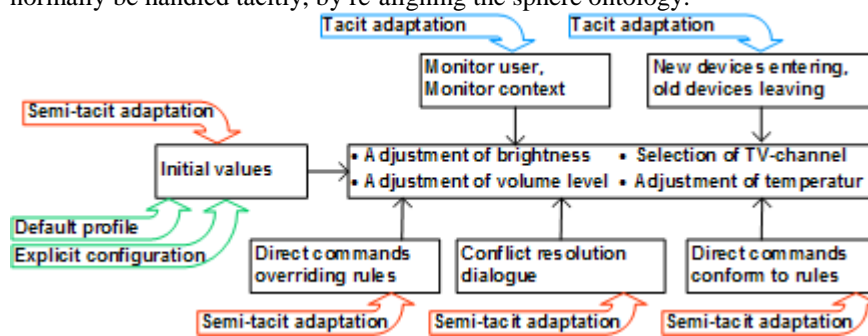 normally be handled tacitly, by re-aligning the sphere ontology.
Tacit adaptation
Tacit adaptation
Monitor user,
Monitor context
New devices entering,
old devices leaving
Semi-tacit adaptation
Initial values
• Adjustment of brightness • Selection of TV-channel
• Adjustment of volume level • Adjustment of temperatur
Default profile
Explicit configuration
Direct commands
overriding rules
Conflict resolution
dialogue
Direct commands
conform to rules
Semi-tacit adaptation
Semi-tacit adaptation
Semi-tacit adaptation